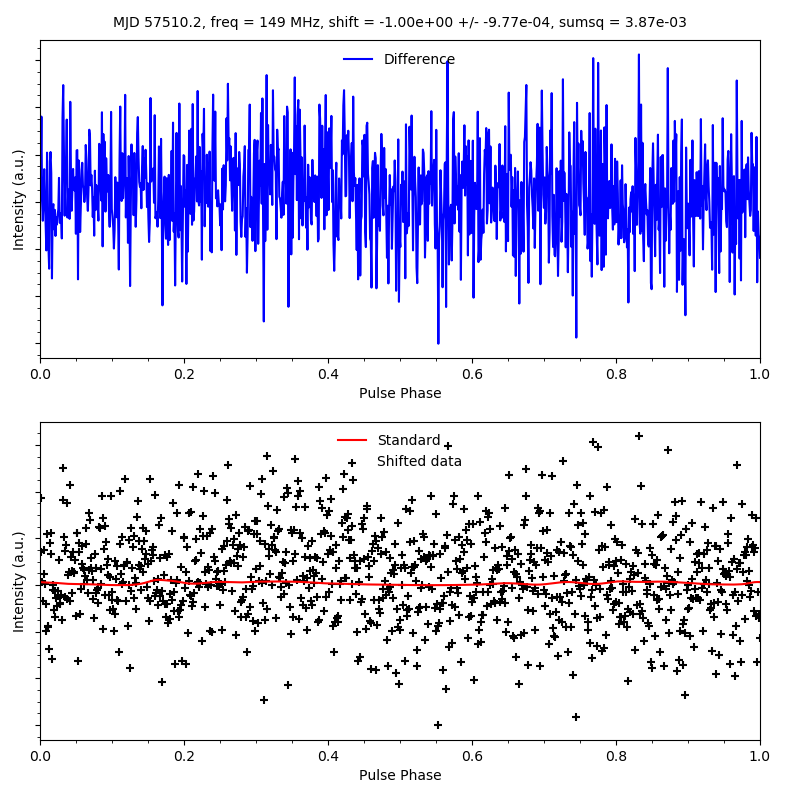 MJD 57510.2, freq = 149 MHz, shift = -1.00e+00 +/- -9.77e-04, sumsq = 3.87e-03
Difference
Intensity (a.u.)
0.0 0.2 0.4 0.6 0.8 1.0
Pulse Phase
Standard
Shifted data
Intensity (a.u.)
0.0 0.2 0.4 0.6 0.8 1.0
Pulse Phase